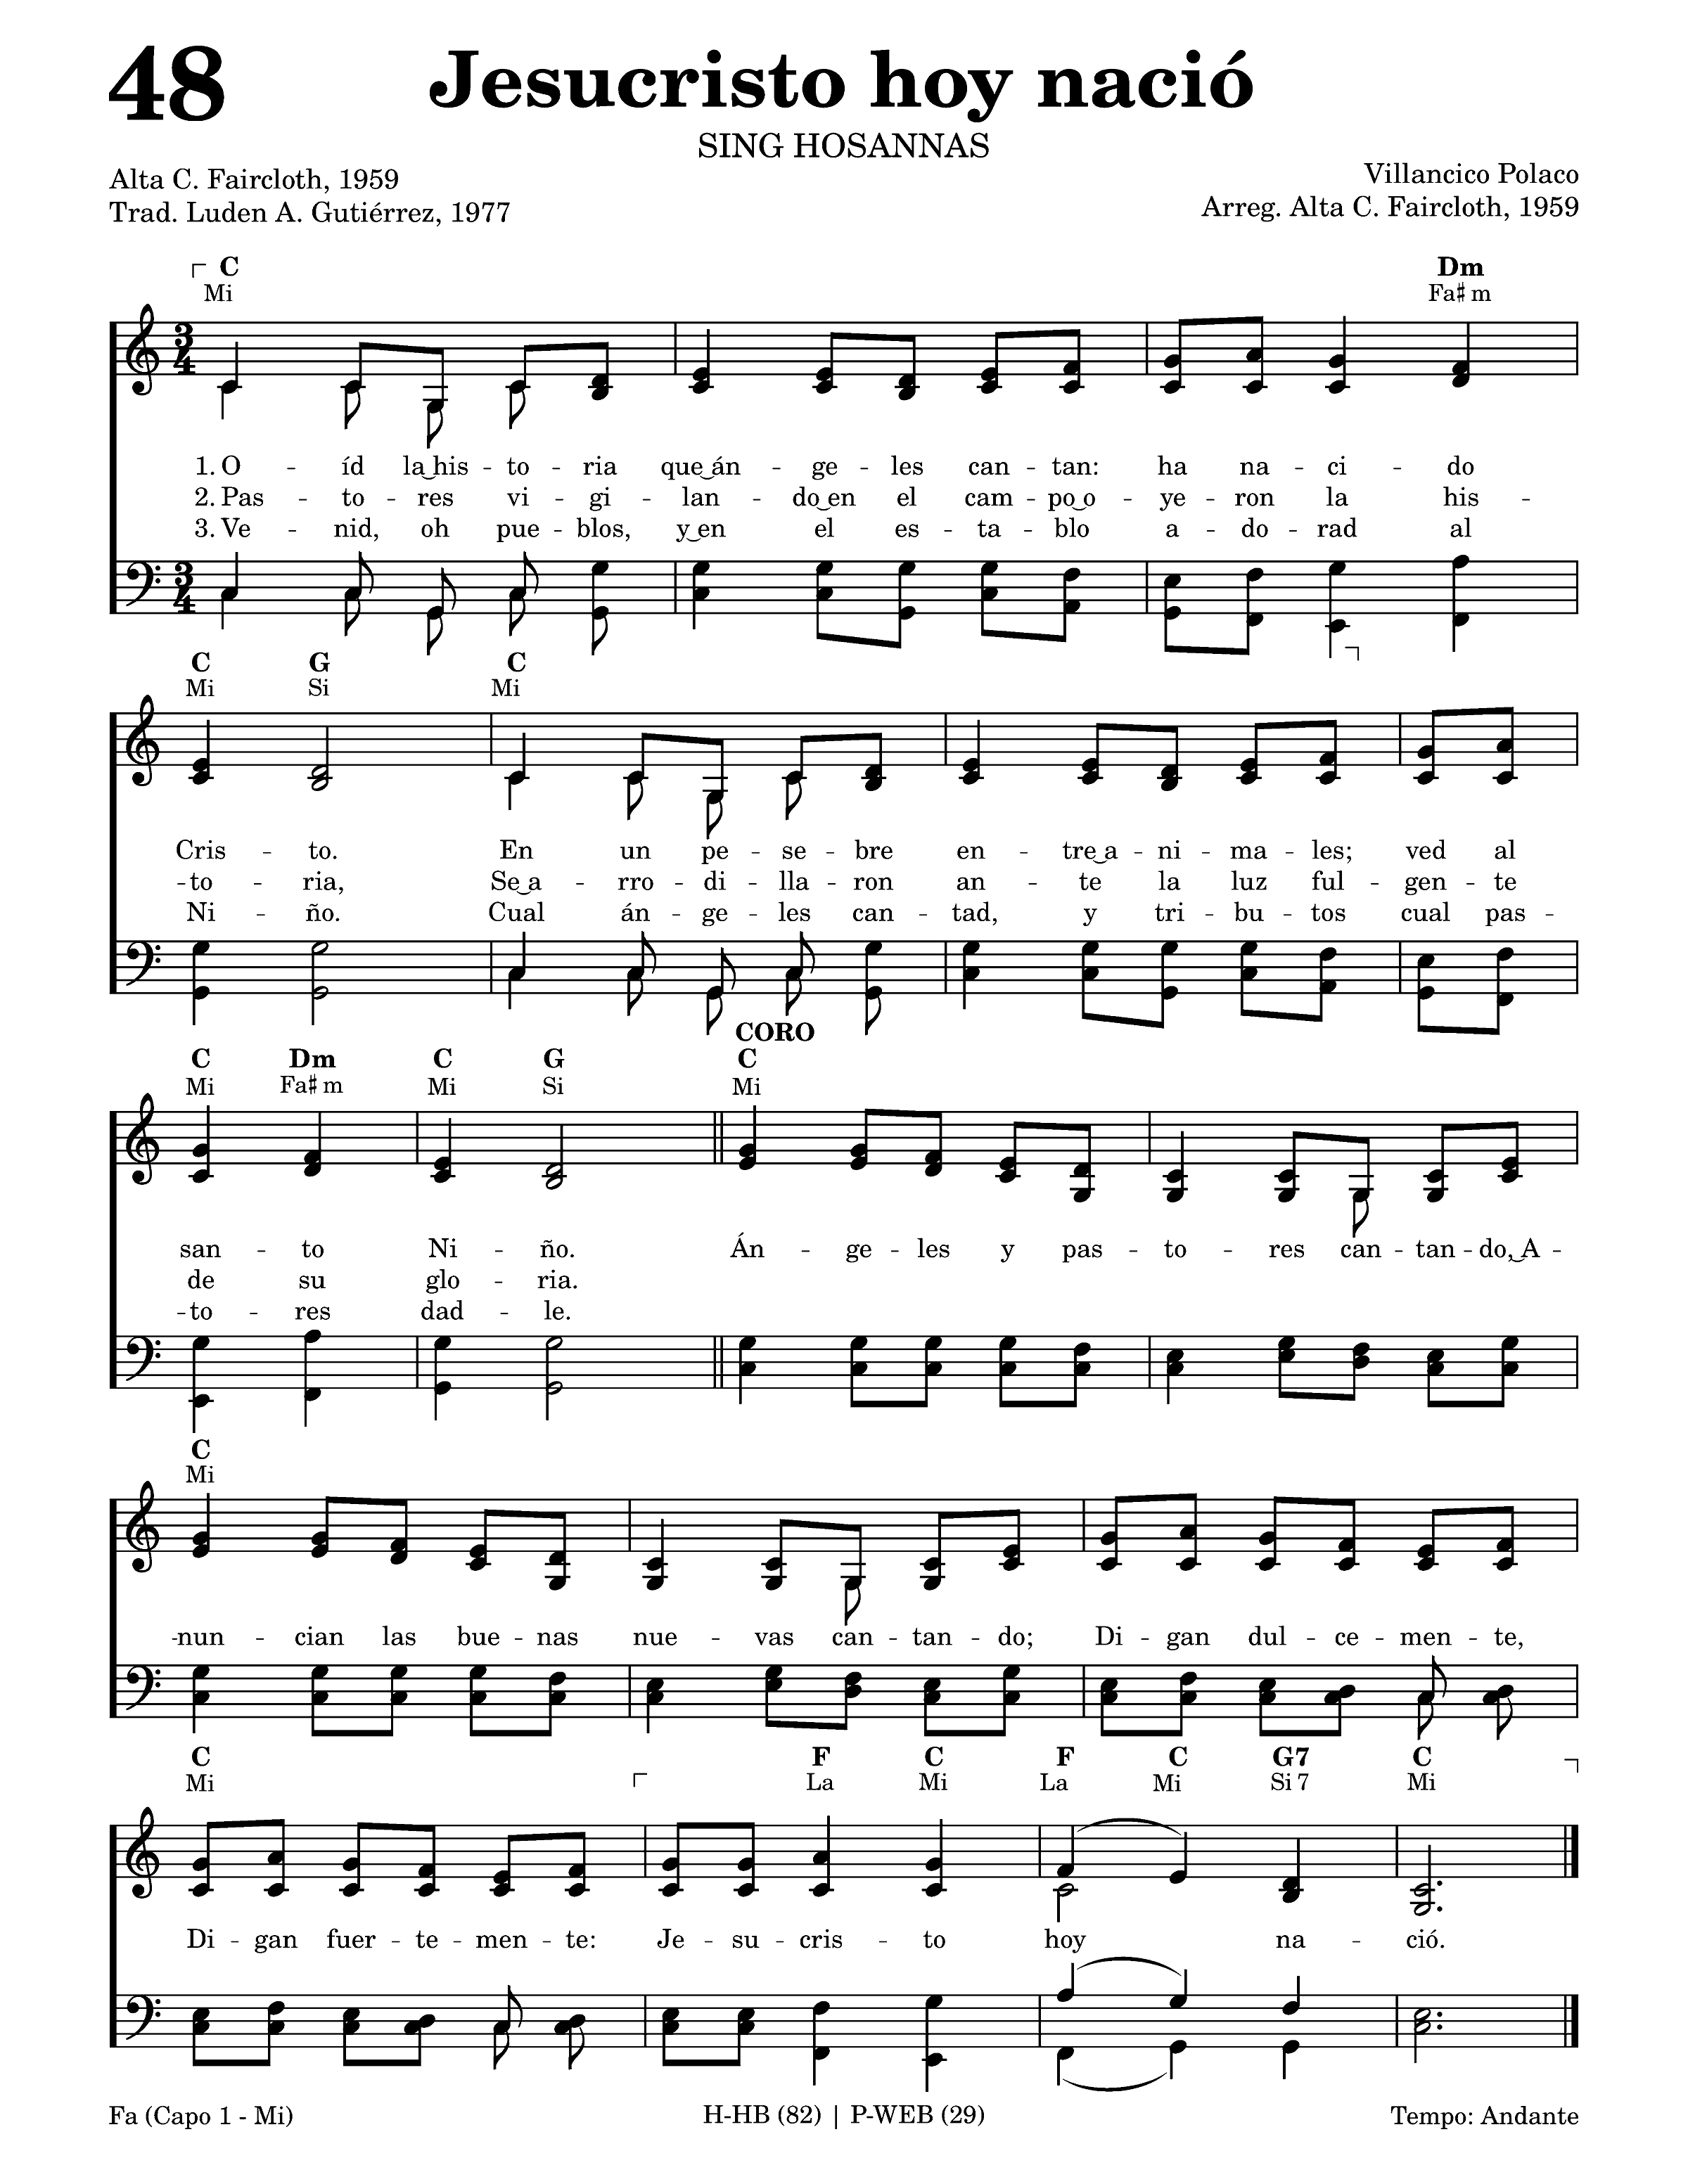 48
Jesucristo hoy nació
SING HOSANNAS
Alta C. Faircloth, 1959
Trad. Luden A. Gutiérrez, 1977
Villancico Polaco
Arreg. Alta C. Faircloth, 1959
C Dm
Mi Fa♯m
3 4
1. O - íd la‿his - to - ria que‿án - ge - les can - tan: ha na - ci - do
2. Pas - to - res vi - gi - lan - do‿en el cam - po‿o - ye - ron la his -
3. Ve - nid, oh pue - blos, y‿en el es - ta - blo a - do - rad al
3 4
C G C
Mi Si Mi
Cris - to. En un pe - se - bre en - tre‿a - ni - ma - les; ved al
- to - ria, Se‿a - rro - di - lla - ron an - te la luz ful - gen - te
Ni - ño. Cual án - ge - les can - tad, y tri - bu - tos cual pas -
CORO
C Dm C G C
Mi Fa♯m Mi Si Mi
san - to Ni - ño. Án - ge - les y pas - to - res can - tan - do,‿A -
de su glo - ria.
- to - res dad - le.
C
Mi
- nun - cian las bue - nas nue - vas can - tan - do; Di - gan dul - ce - men - te,
C F C F C G7 C
Mi La Mi La Mi Si 7 Mi
Di - gan fuer - te - men - te: Je - su - cris - to hoy na - ció.
Fa (Capo 1 - Mi)
H-HB (82) | P-WEB (29)
Tempo: Andante